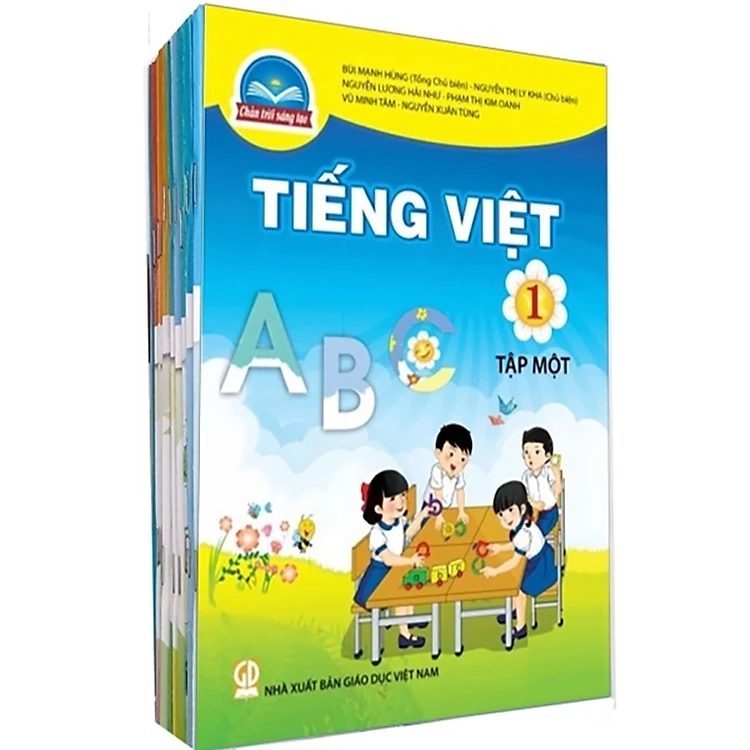 BÙI MẠNH HÙNG (Tổng Chủ biên) - NGUYỄN THỊ LY KHA (Chủ biên)
NGUYỄN LƯƠNG HẢI NHƯ - PHẠM THỊ KIM OANH
VŨ MINH TÂM - NGUYỄN XUÂN TÙNG
Chân trời sáng tạo
TIẾNG VIỆT
1
TẬP MỘT
ABC
GD
NHÀ XUẤT BẢN GIÁO DỤC VIỆT NAM